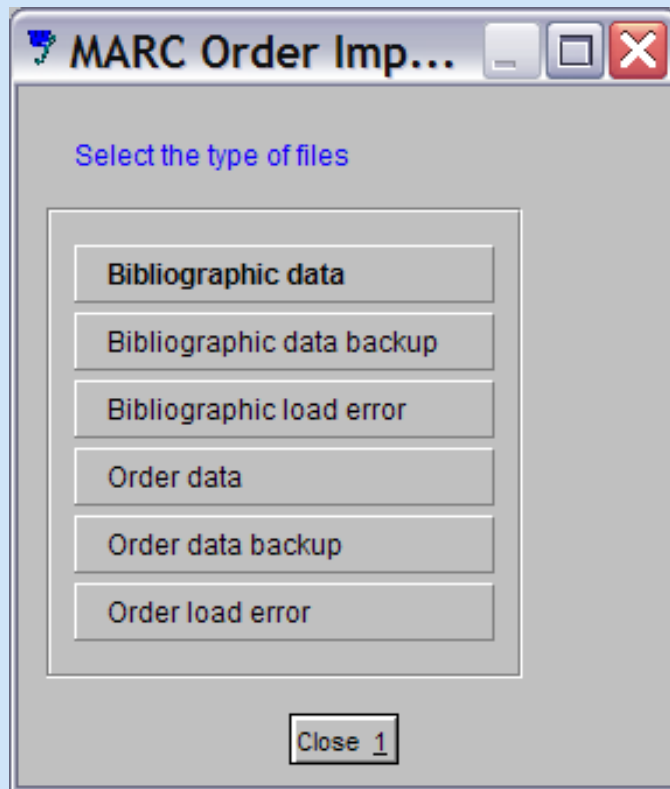 MARC Order Imp...
Select the type of files
Bibliographic data
Bibliographic data backup
Bibliographic load error
Order data
Order data backup
Order load error
Close 1